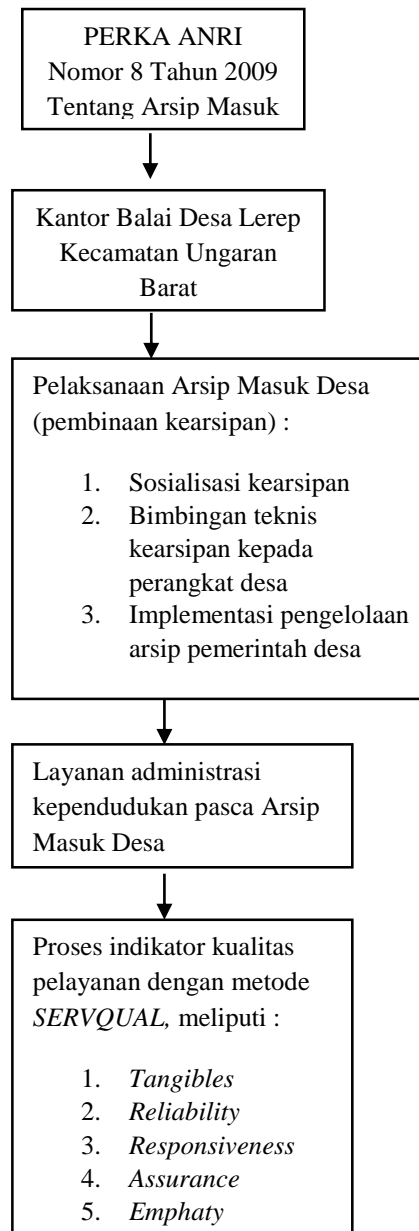 PERKA ANRI
Nomor 8 Tahun 2009
Tentang Arsip Masuk
Kantor Balai Desa Lerep
Kecamatan Ungaran
Barat
Pelaksanaan Arsip Masuk Desa
(pembinaan kearsipan) :
1. Sosialisasi kearsipan
2. Bimbingan teknis
kearsipan kepada
perangkat desa
3. Implementasi pengelolaan
arsip pemerintah desa
Layanan administrasi
kependudukan pasca Arsip
Masuk Desa
Proses indikator kualitas
pelayanan dengan metode
SERVQUAL, meliputi :
1. Tangibles
2. Reliability
3. Responsiveness
4. Assurance
5. Emphaty